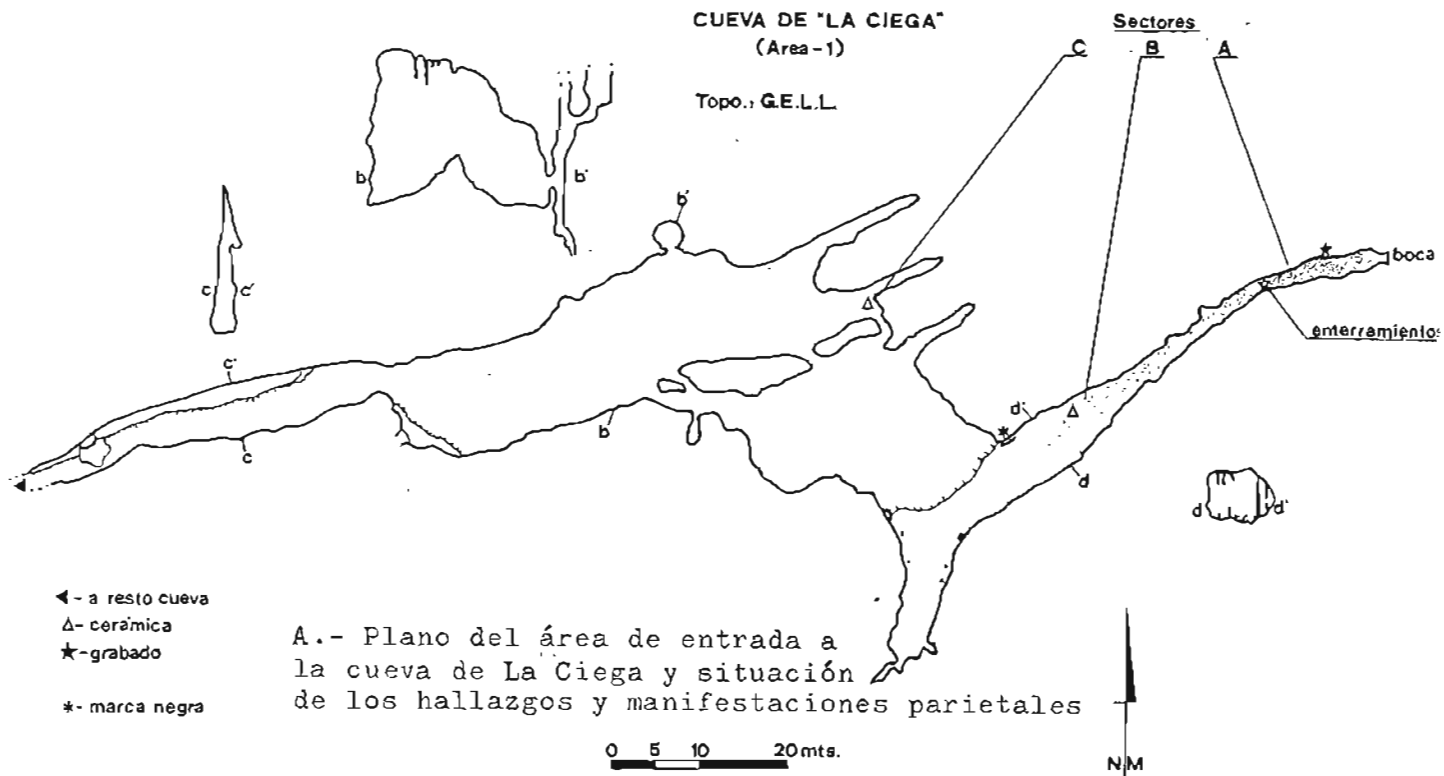 CUEVA DE "LA CIEGA"
(Area-1)
Topo.: G.E.L.L.
Sectores
C B A
b b'
b'
c c'
c'
c
b
boca
enterramientos
d'
d
d d'
◄ - a resto cueva
△ - cerámica
★ - grabado
* - marca negra
A.- Plano del área de entrada a
la cueva de La Ciega y situación
de los hallazgos y manifestaciones parietales
0 5 10 20 mts.
N.M